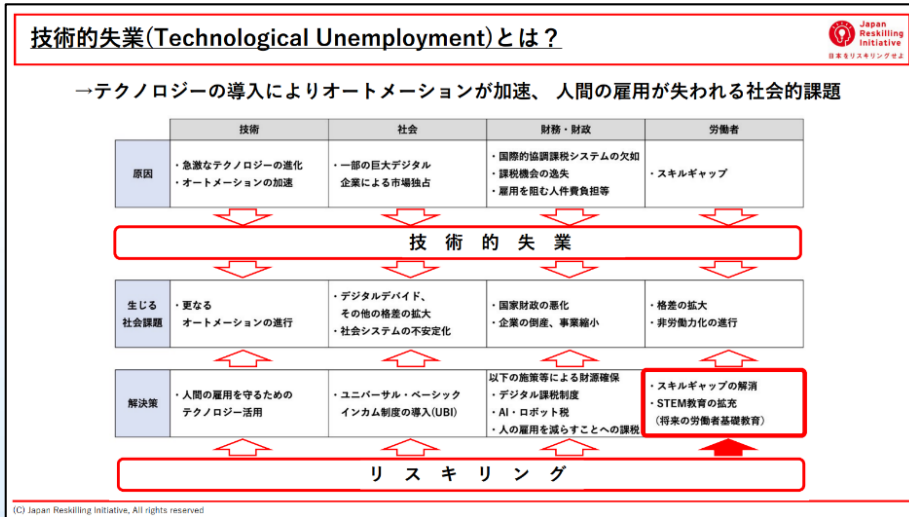 技術的失業(Technological Unemployment)とは？
Japan
Reskilling
Initiative
日本をリスキリングせよ
→テクノロジーの導入によりオートメーションが加速、人間の雇用が失われる社会的課題
技術
社会
財務・財政
労働者
原因
・急激なテクノロジーの進化
・オートメーションの加速
・一部の巨大デジタル
企業による市場独占
・国際的協調課税システムの欠如
・課税機会の逸失
・雇用を阻む人件費負担等
・スキルギャップ
技術的失業
生じる
社会課題
・更なる
オートメーションの進行
・デジタルデバイド、
その他の格差の拡大
・社会システムの不安定化
・国家財政の悪化
・企業の倒産、事業縮小
・格差の拡大
・非労働力化の進行
解決策
・人間の雇用を守るための
テクノロジー活用
・ユニバーサル・ベーシック
インカム制度の導入(UBI)
以下の施策等による財源確保
・デジタル課税制度
・AI・ロボット税
・人の雇用を減らすことへの課税
・スキルギャップの解消
・STEM教育の拡充
(将来の労働者基礎教育)
リスキリング
(C) Japan Reskilling Initiative, All rights reserved